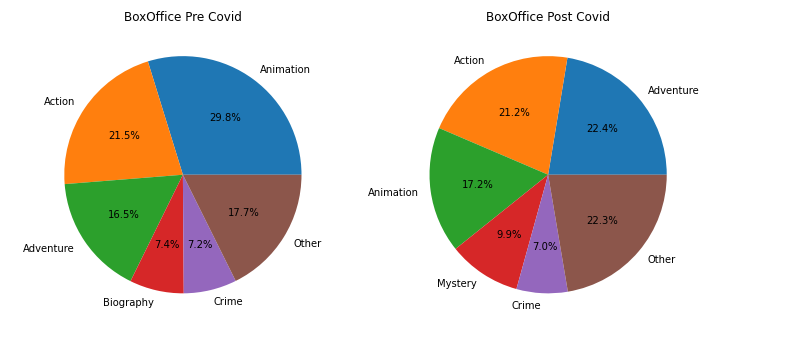 BoxOffice Pre Covid
Animation
29.8%
Action
21.5%
Adventure
16.5%
Biography
7.4%
Crime
7.2%
Other
17.7%
BoxOffice Post Covid
Adventure
22.4%
Action
21.2%
Animation
17.2%
Mystery
9.9%
Crime
7.0%
Other
22.3%